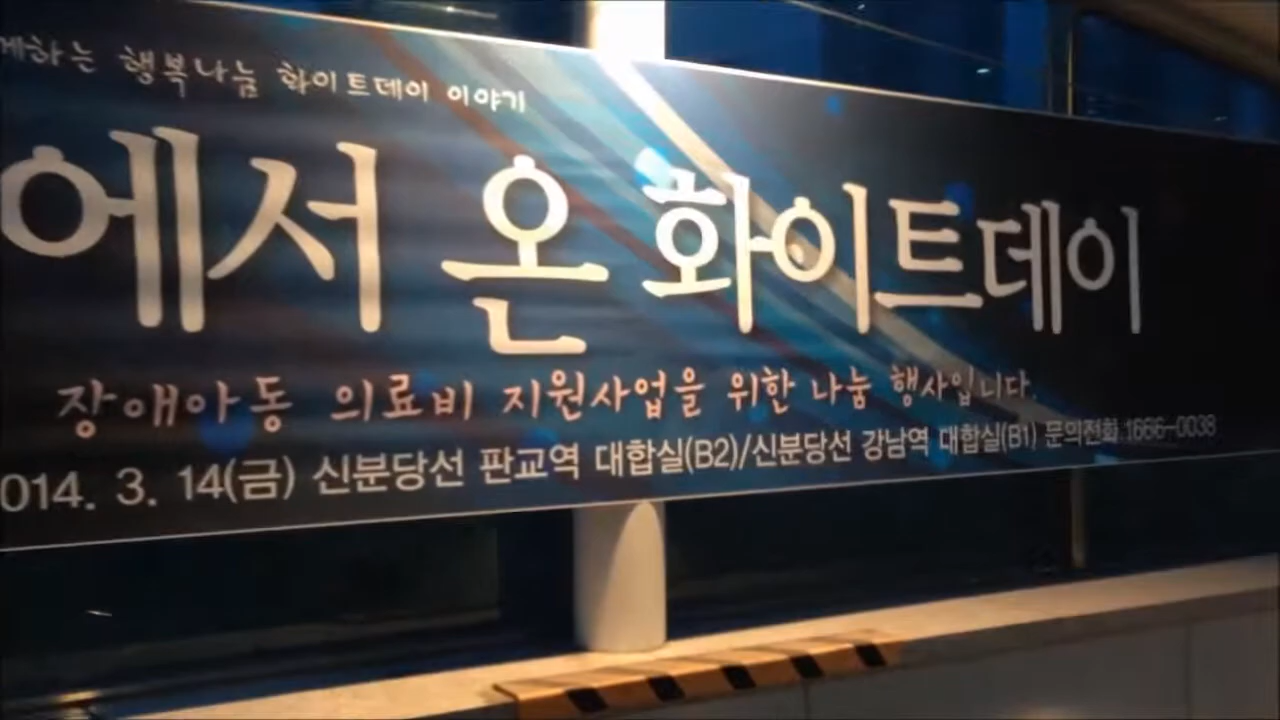 께하는 행복나눔 화이트데이 이야기
에서 온 화이트데이
장애아동 의료비 지원사업을 위한 나눔 행사입니다.
014. 3. 14(금) 신분당선 판교역 대합실(B2)/신분당선 강남역 대합실(B1) 문의전화:1666-0038